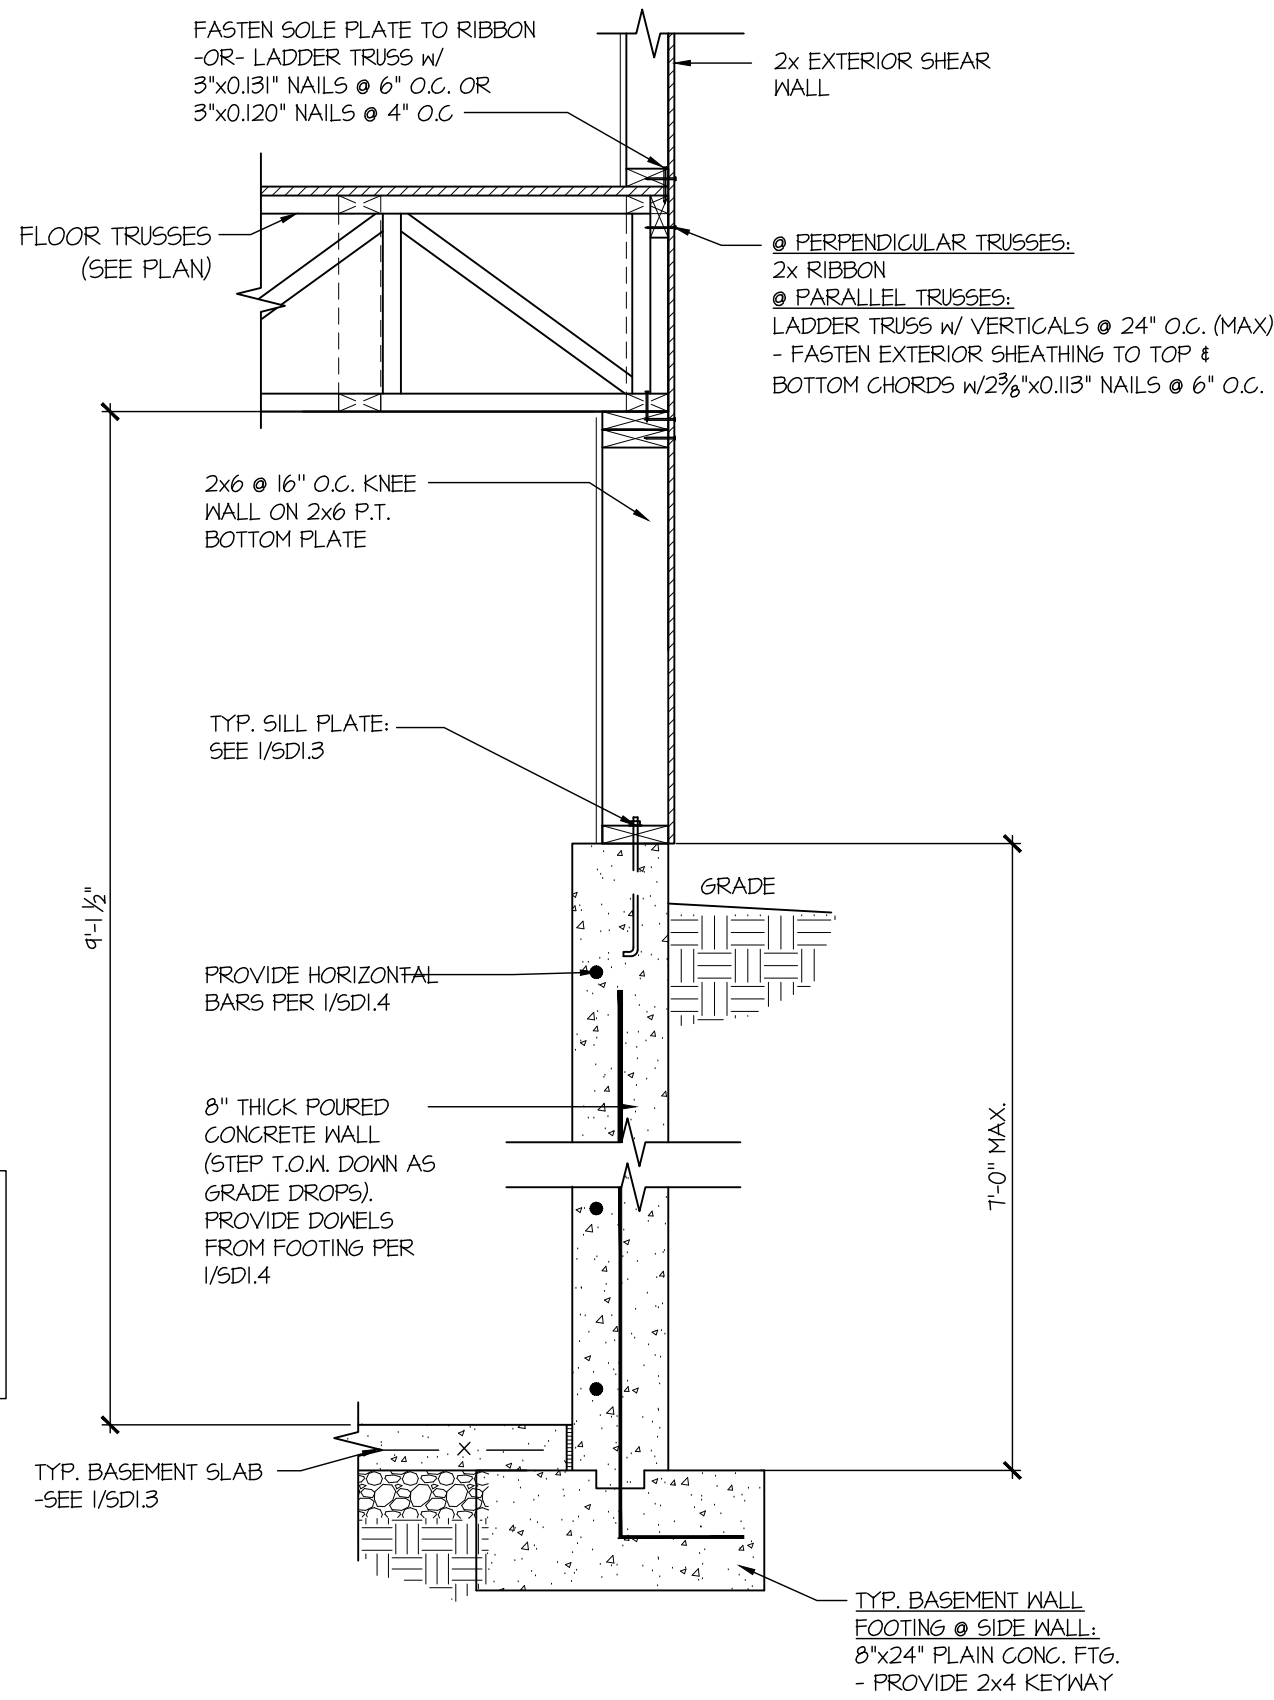 FASTEN SOLE PLATE TO RIBBON
-OR- LADDER TRUSS W/
3"x0.131" NAILS @ 6" O.C. OR
3"x0.120" NAILS @ 4" O.C
2x EXTERIOR SHEAR
WALL
FLOOR TRUSSES
(SEE PLAN)
@ PERPENDICULAR TRUSSES:
2x RIBBON
@ PARALLEL TRUSSES:
LADDER TRUSS W/ VERTICALS @ 24" O.C. (MAX)
- FASTEN EXTERIOR SHEATHING TO TOP &
BOTTOM CHORDS W/2⅜"x0.113" NAILS @ 6" O.C.
2x6 @ 16" O.C. KNEE
WALL ON 2x6 P.T.
BOTTOM PLATE
TYP. SILL PLATE:
SEE 1/SD1.3
GRADE
9'-1 ½"
PROVIDE HORIZONTAL
BARS PER 1/SD1.4
8" THICK POURED
CONCRETE WALL
(STEP T.O.W. DOWN AS
GRADE DROPS).
PROVIDE DOWELS
FROM FOOTING PER
1/SD1.4
7'-0" MAX.
X
TYP. BASEMENT SLAB
-SEE 1/SD1.3
TYP. BASEMENT WALL
FOOTING @ SIDE WALL:
8"x24" PLAIN CONC. FTG.
- PROVIDE 2x4 KEYWAY